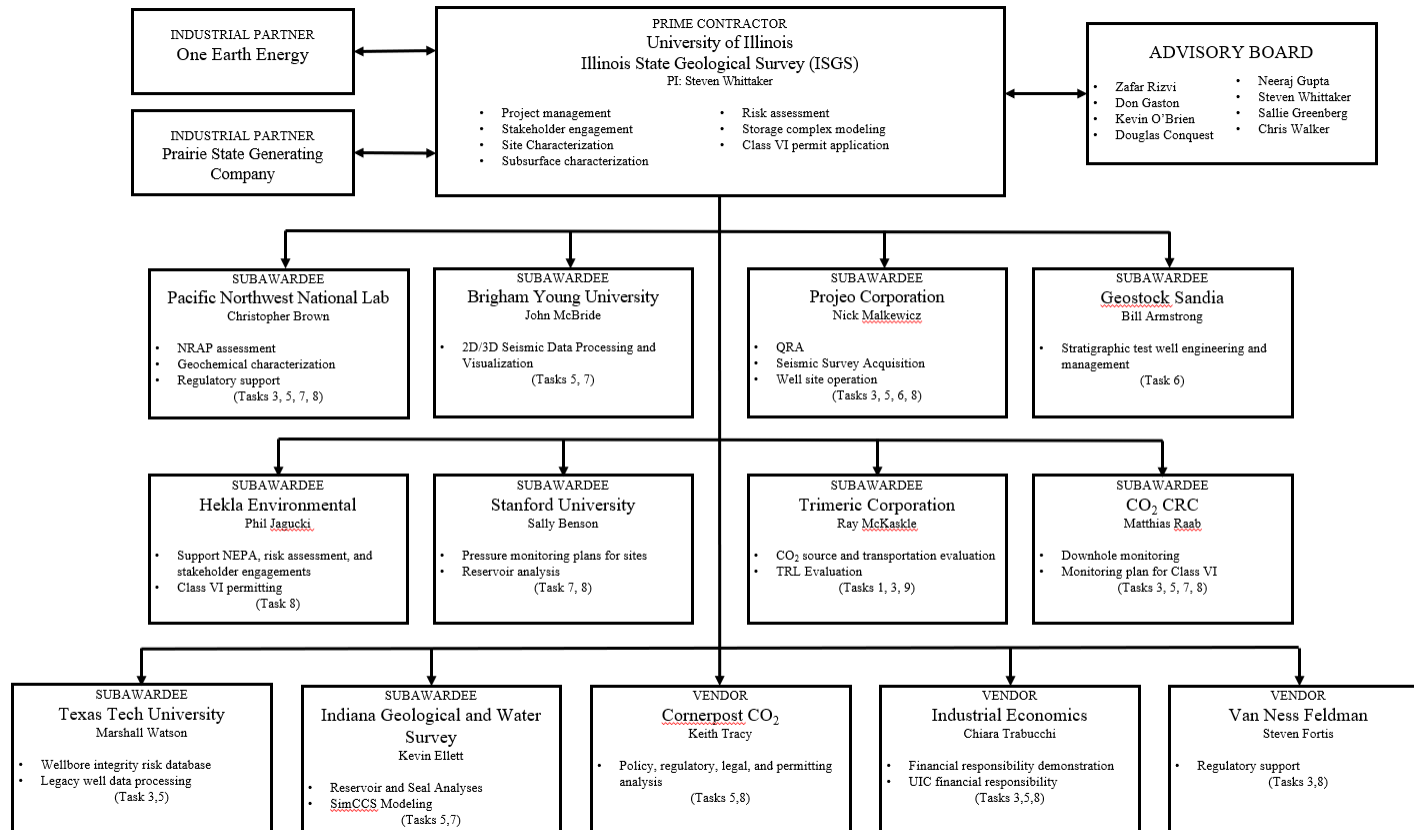 INDUSTRIAL PARTNER
One Earth Energy
INDUSTRIAL PARTNER
Prairie State Generating
Company
PRIME CONTRACTOR
University of Illinois
Illinois State Geological Survey (ISGS)
PI: Steven Whittaker
• Project management
• Stakeholder engagement
• Site Characterization
• Subsurface characterization
• Risk assessment
• Storage complex modeling
• Class VI permit application
ADVISORY BOARD
• Zafar Rizvi
• Don Gaston
• Kevin O’Brien
• Douglas Conquest
• Neeraj Gupta
• Steven Whittaker
• Sallie Greenberg
• Chris Walker
SUBAWARDEE
Pacific Northwest National Lab
Christopher Brown
• NRAP assessment
• Geochemical characterization
• Regulatory support
(Tasks 3, 5, 7, 8)
SUBAWARDEE
Brigham Young University
John McBride
• 2D/3D Seismic Data Processing and
Visualization
(Tasks 5, 7)
SUBAWARDEE
Projeo Corporation
Nick Malkewicz
• QRA
• Seismic Survey Acquisition
• Well site operation
(Tasks 3, 5, 6, 8)
SUBAWARDEE
Geostock Sandia
Bill Armstrong
• Stratigraphic test well engineering and
management
(Task 6)
SUBAWARDEE
Hekla Environmental
Phil Jagucki
• Support NEPA, risk assessment, and
stakeholder engagements
• Class VI permitting
(Task 8)
SUBAWARDEE
Stanford University
Sally Benson
• Pressure monitoring plans for sites
• Reservoir analysis
(Task 7, 8)
SUBAWARDEE
Trimeric Corporation
Ray McKaskle
• CO₂ source and transportation evaluation
• TRL Evaluation
(Tasks 1, 3, 9)
SUBAWARDEE
CO₂ CRC
Matthias Raab
• Downhole monitoring
• Monitoring plan for Class VI
(Tasks 3, 5, 7, 8)
SUBAWARDEE
Texas Tech University
Marshall Watson
• Wellbore integrity risk database
• Legacy well data processing
(Task 3,5)
SUBAWARDEE
Indiana Geological and Water
Survey
Kevin Ellett
• Reservoir and Seal Analyses
• SimCCS Modeling
(Tasks 5,7)
VENDOR
Cornerpost CO₂
Keith Tracy
• Policy, regulatory, legal, and permitting
analysis
(Tasks 5,8)
VENDOR
Industrial Economics
Chiara Trabucchi
• Financial responsibility demonstration
• UIC financial responsibility
(Tasks 3,5,8)
VENDOR
Van Ness Feldman
Steven Fortis
• Regulatory support
(Tasks 3,8)